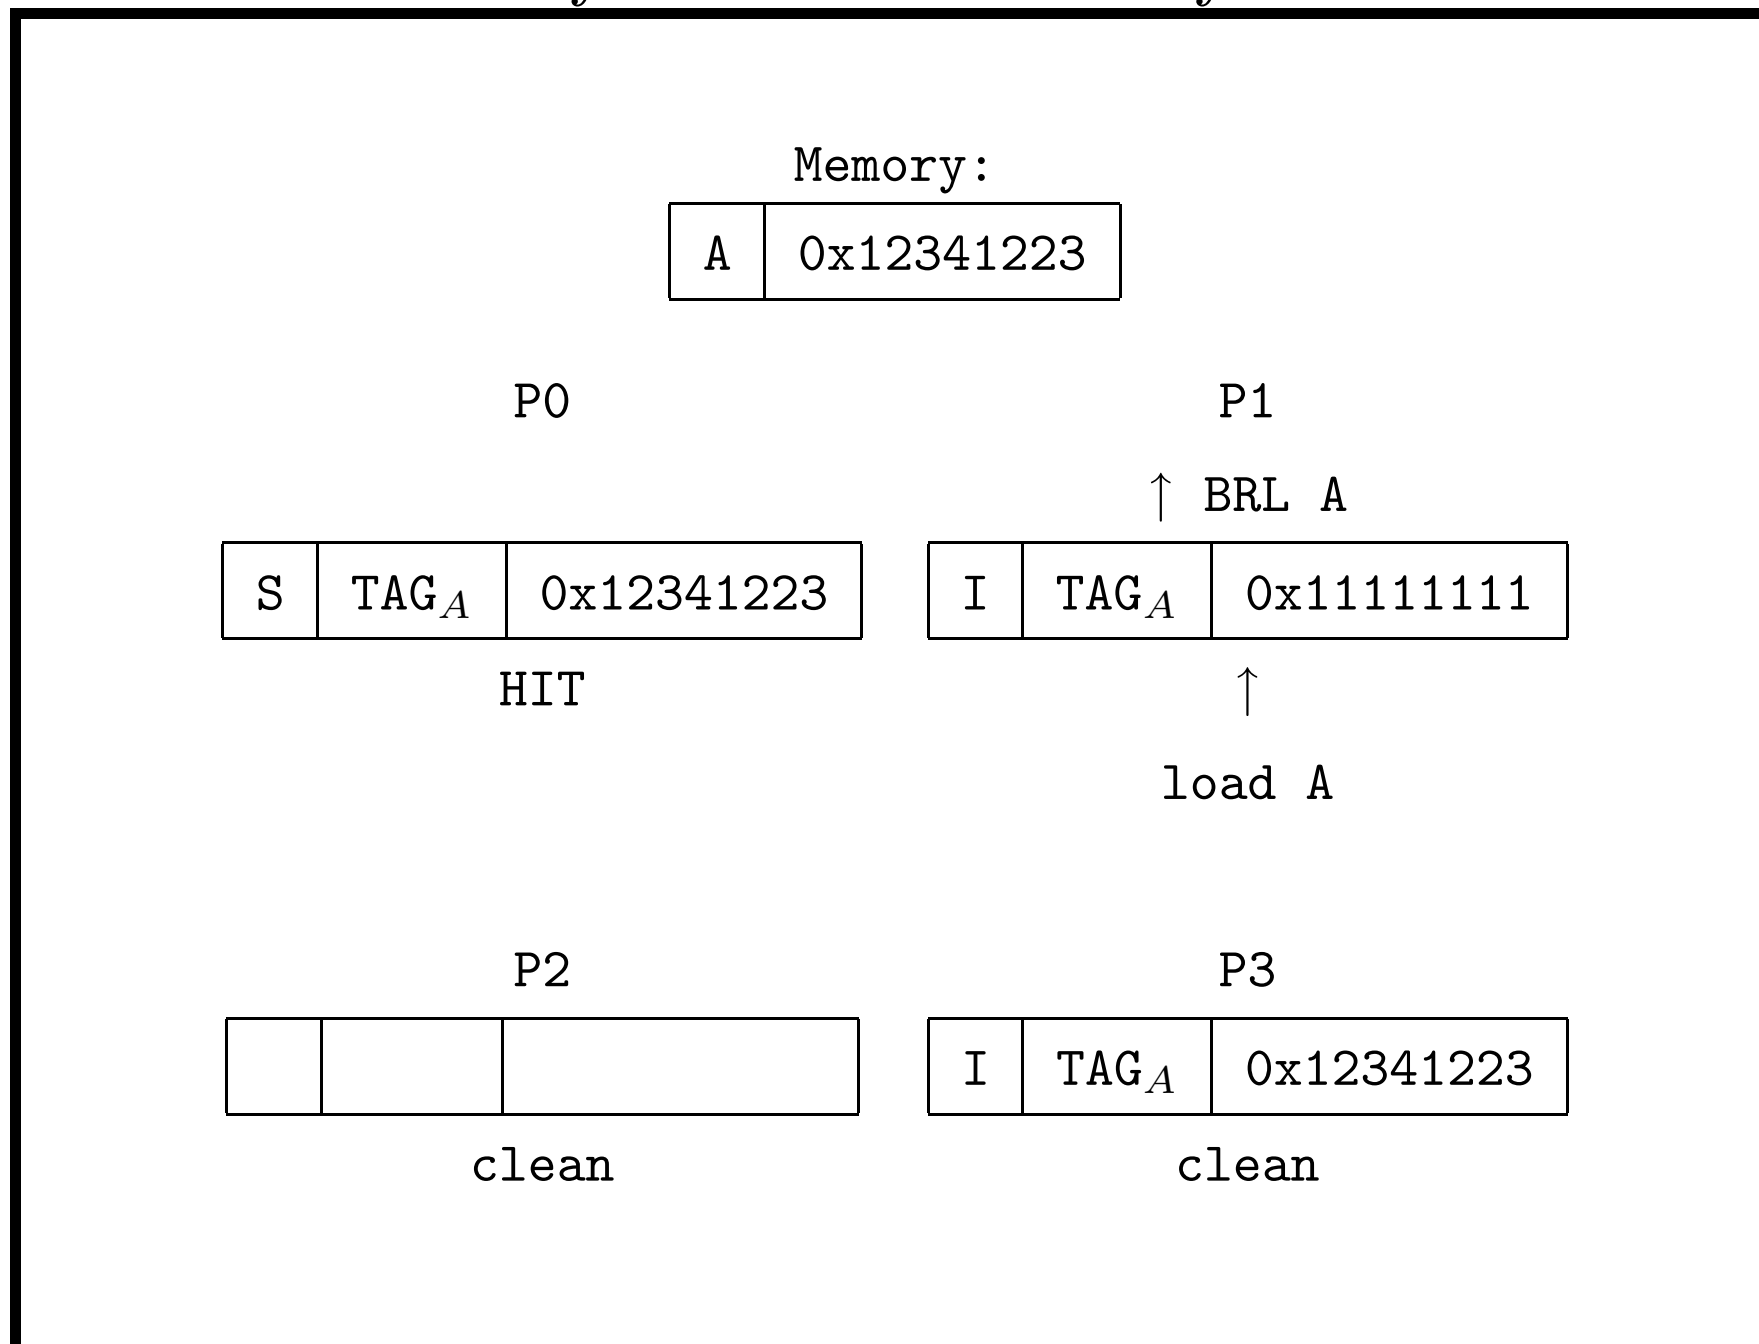 Memory:
A 0x12341223
P0 P1
↑ BRL A
S TAG_A 0x12341223 I TAG_A 0x11111111
HIT ↑
load A
P2 P3
I TAG_A 0x12341223
clean clean